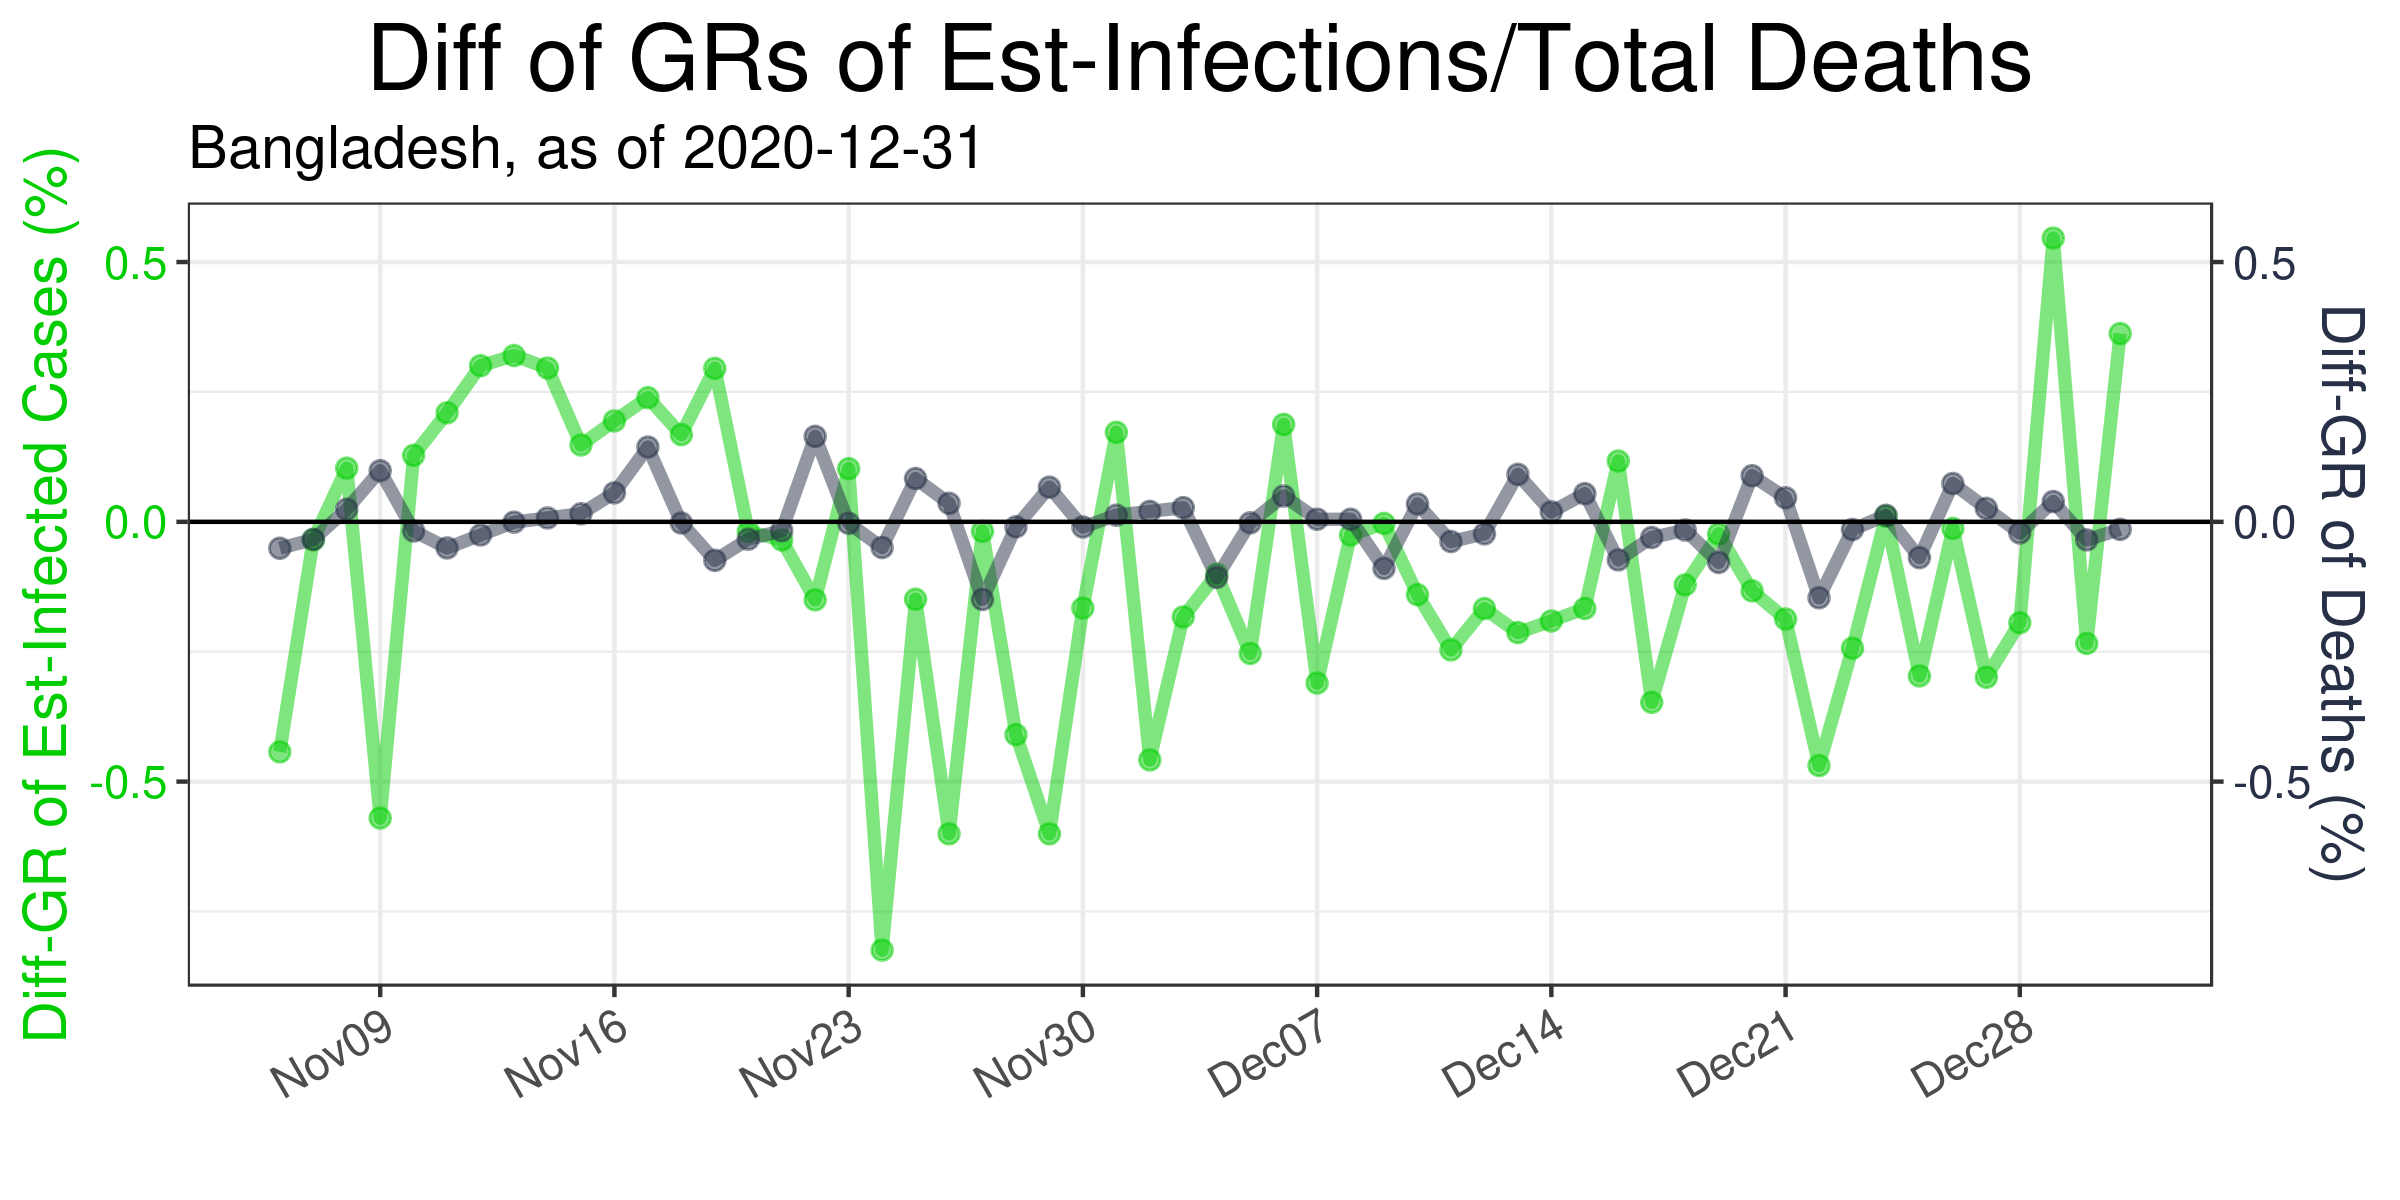 Diff of GRs of Est-Infections/Total Deaths
Bangladesh, as of 2020-12-31
Diff-GR of Est-Infected Cases (%)
0.5
0.0
-0.5
0.5
0.0
-0.5
Diff-GR of Deaths (%)
Nov09
Nov16
Nov23
Nov30
Dec07
Dec14
Dec21
Dec28